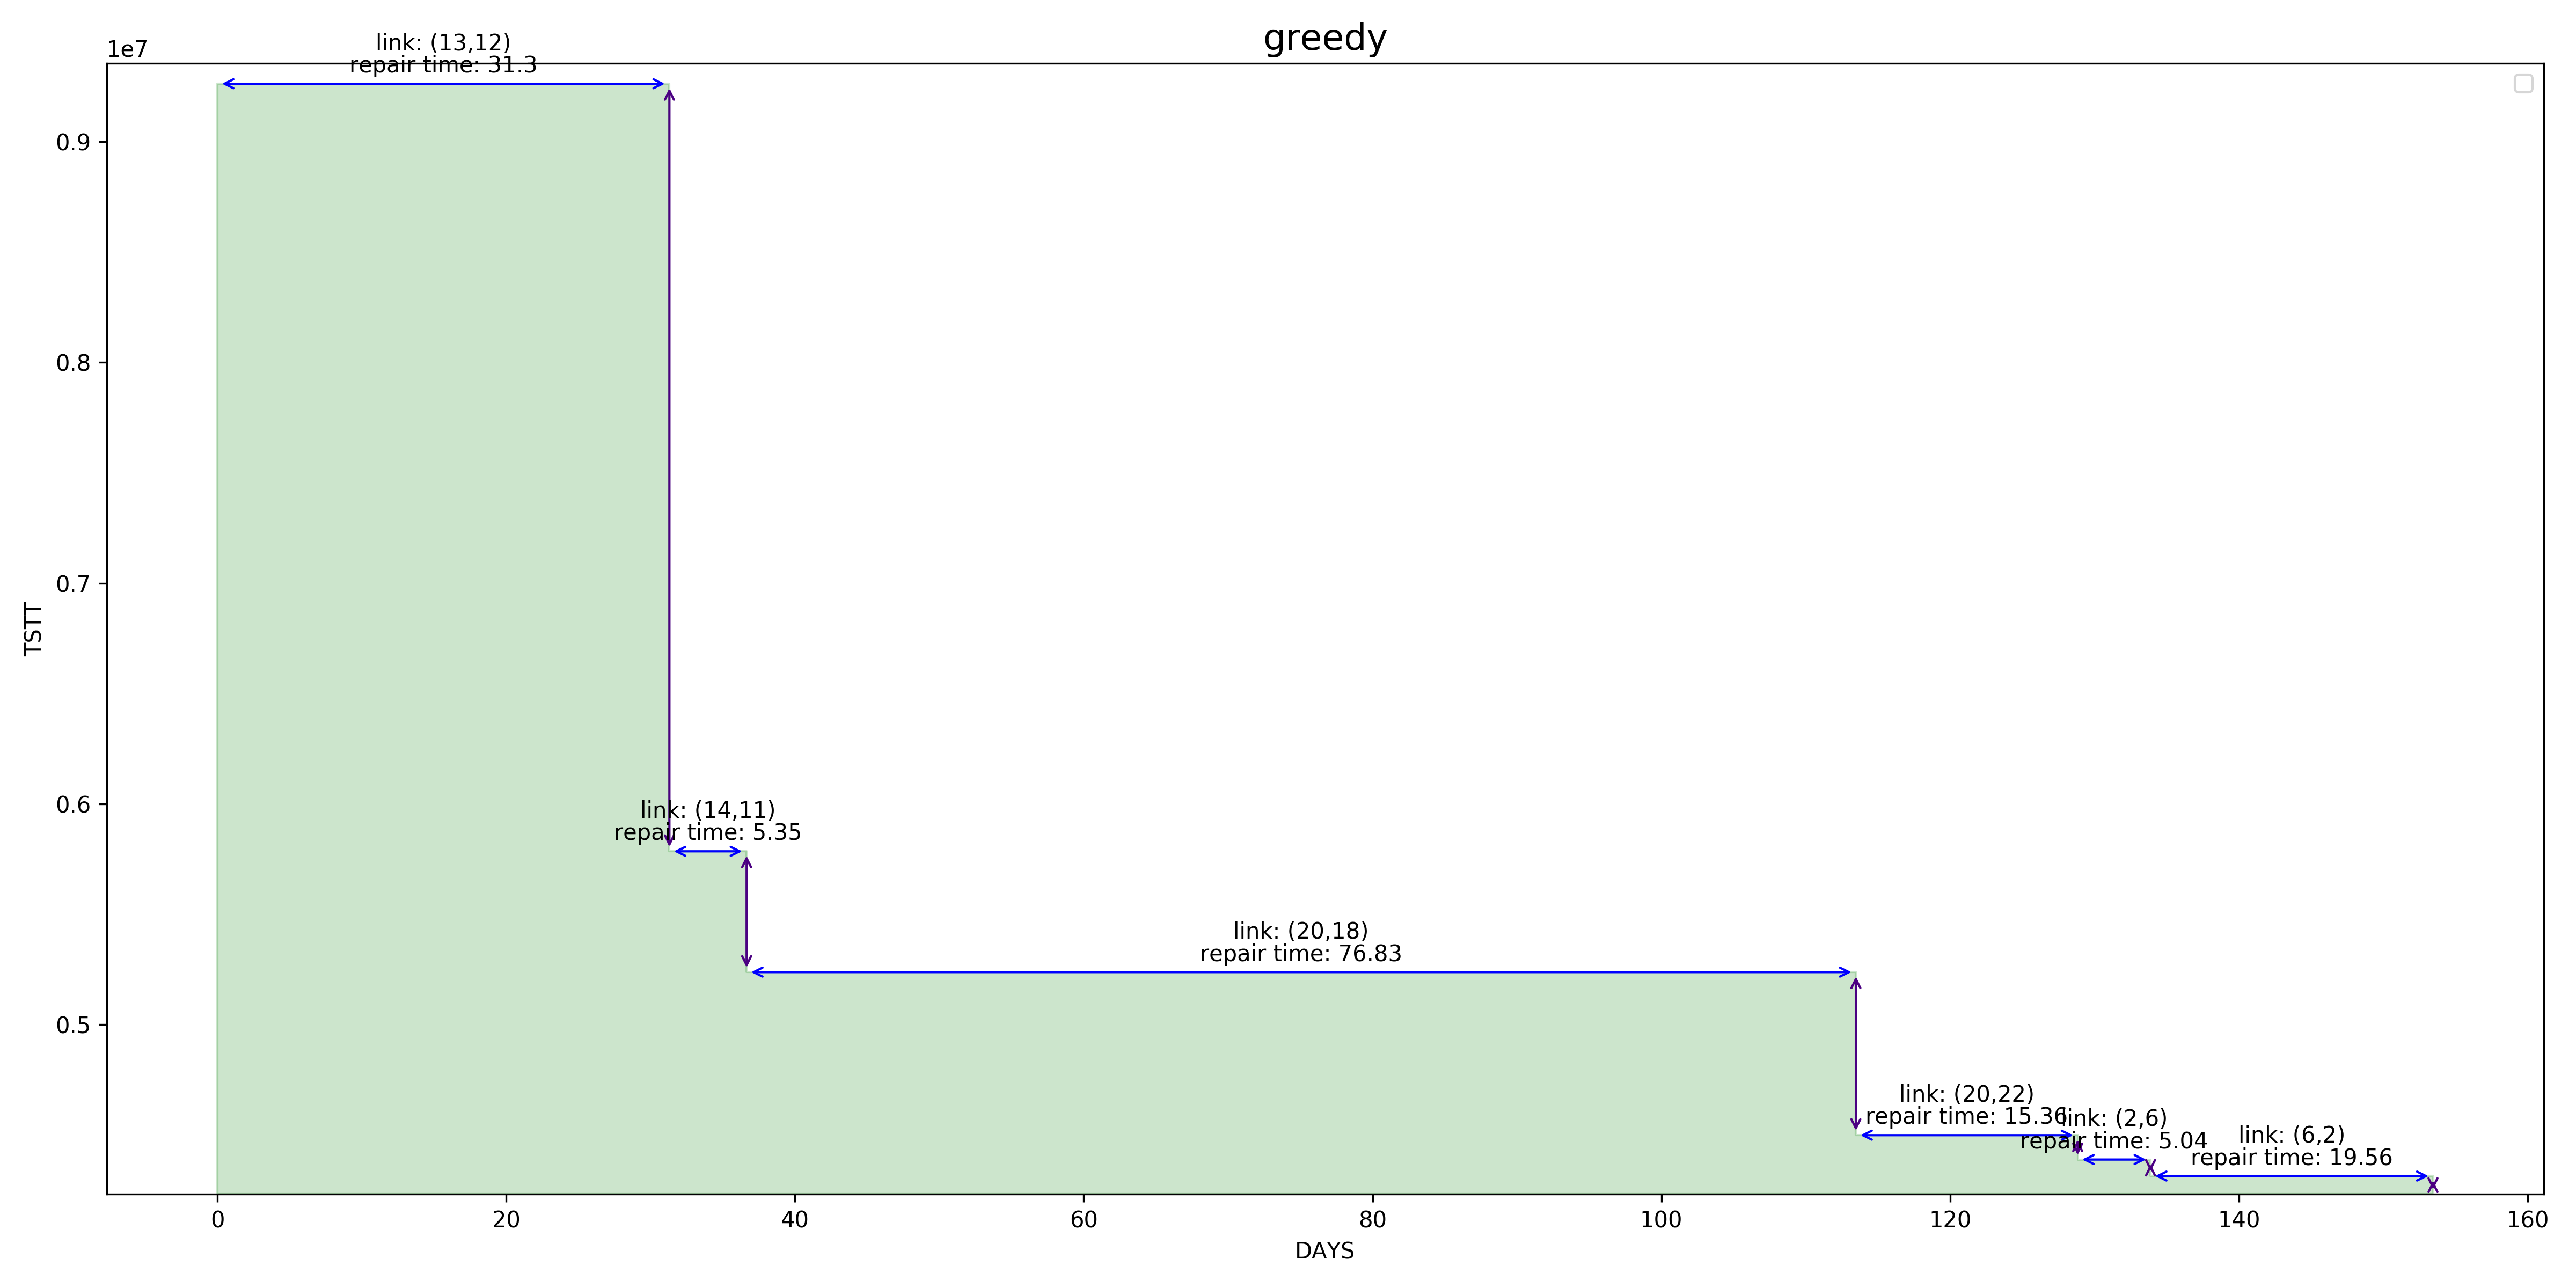 greedy
1e7
link: (13,12)
repair time: 31.3
0.9
0.8
0.7
0.6
0.5
TSTT
link: (14,11)
repair time: 5.35
link: (20,18)
repair time: 76.83
link: (20,22)
repair time: 15.36
link: (2,6)
repair time: 5.04
link: (6,2)
repair time: 19.56
0 20 40 60 80 100 120 140 160
DAYS